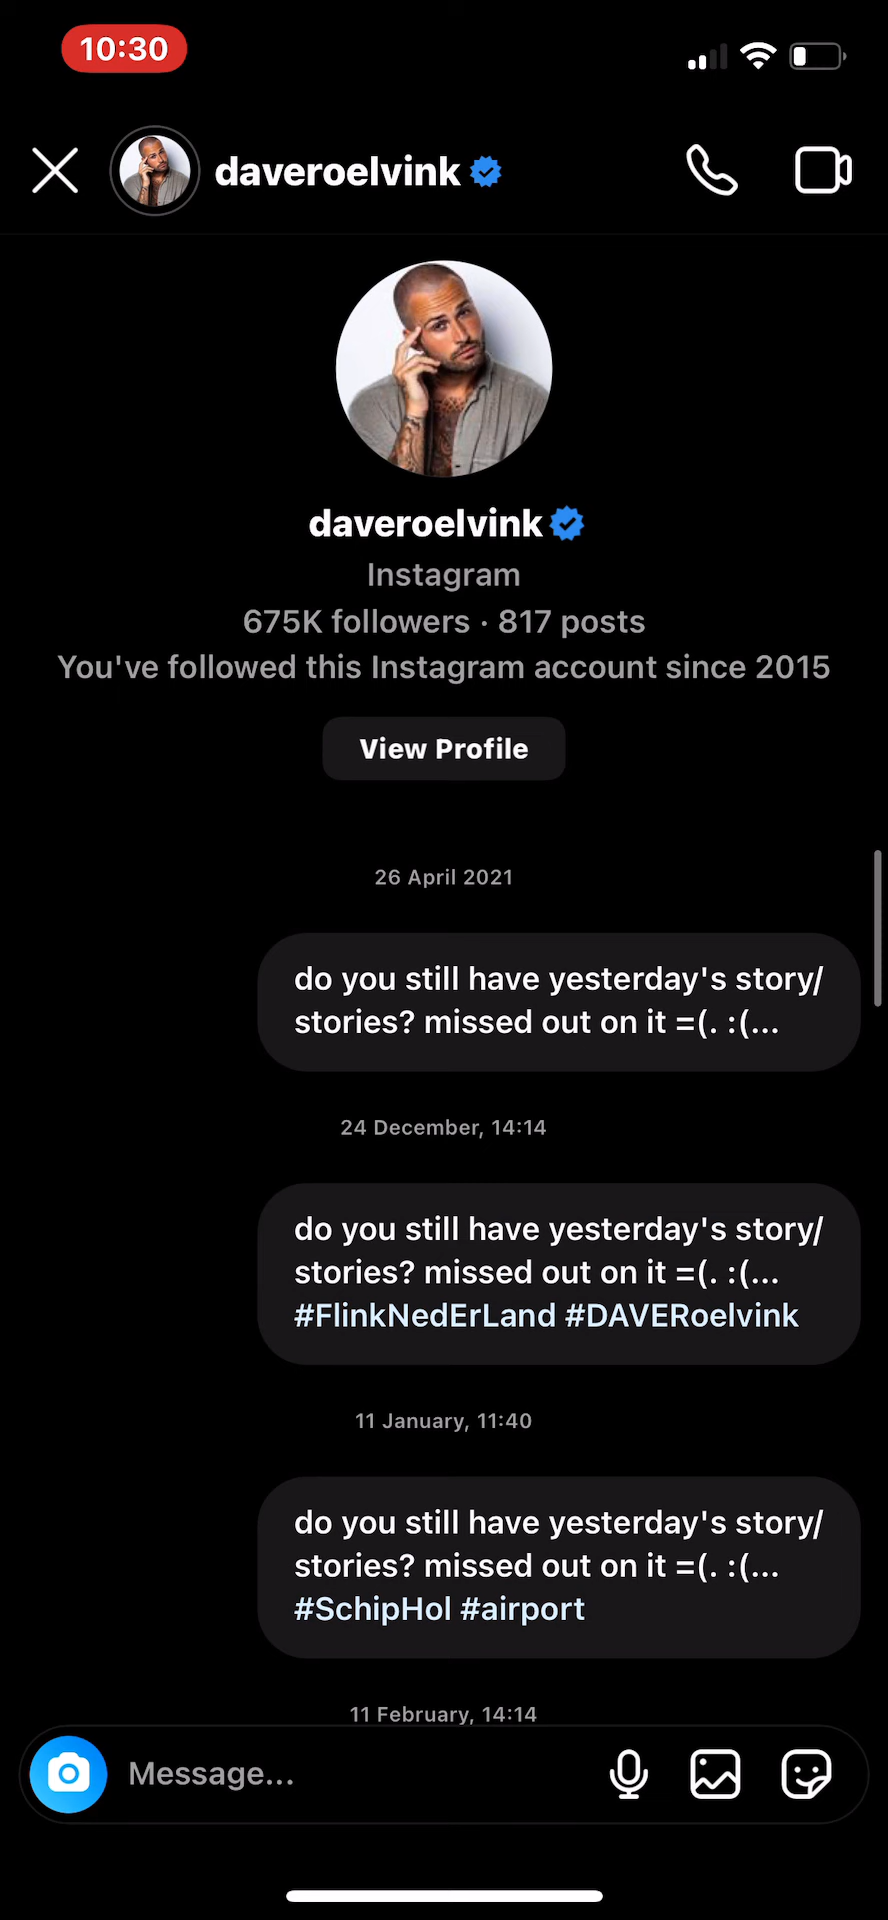 10:30
daveroelvink
daveroelvink
Instagram
675K followers · 817 posts
You've followed this Instagram account since 2015
View Profile
26 April 2021
do you still have yesterday's story/
stories? missed out on it =(. :(...
24 December, 14:14
do you still have yesterday's story/
stories? missed out on it =(. :(...
#FlinkNedErLand #DAVERoelvink
11 January, 11:40
do you still have yesterday's story/
stories? missed out on it =(. :(...
#SchipHol #airport
11 February, 14:14
Message...